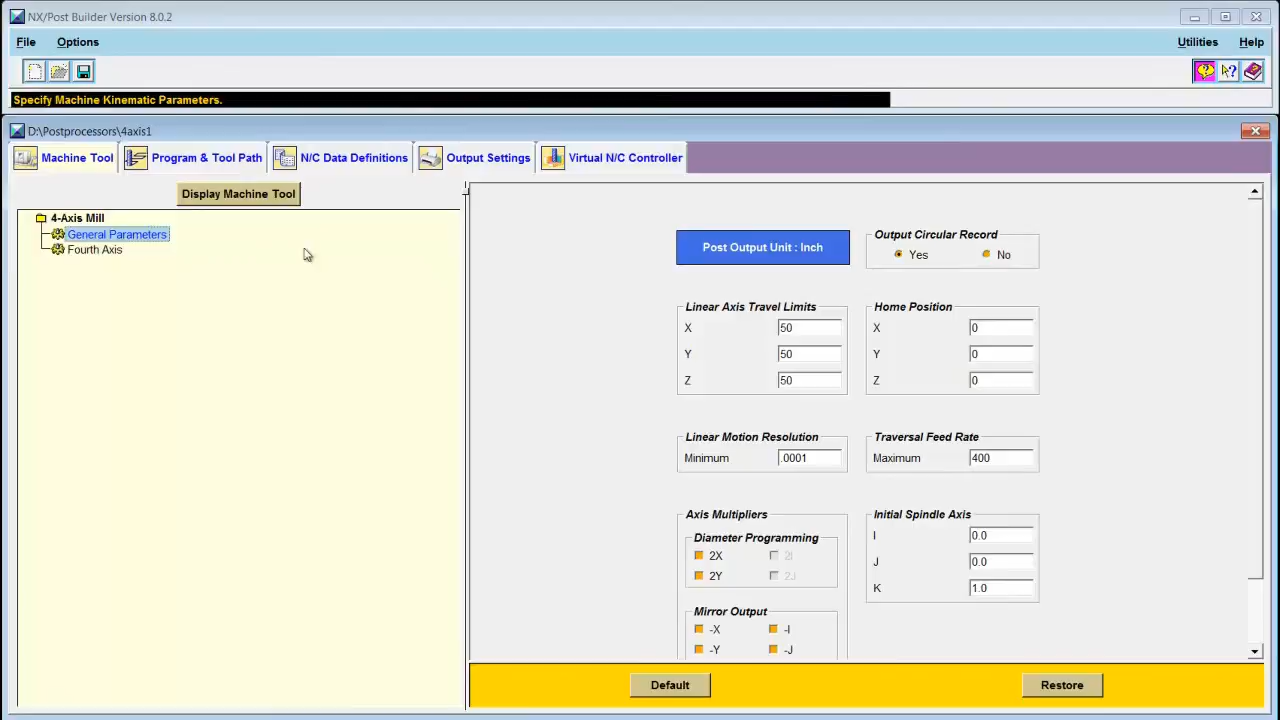 NX/Post Builder Version 8.0.2
File Options Utilities Help
Specify Machine Kinematic Parameters.
D:\Postprocessors\4axis1
Machine Tool Program & Tool Path N/C Data Definitions Output Settings Virtual N/C Controller
Display Machine Tool
4-Axis Mill
General Parameters
Fourth Axis
Post Output Unit : Inch
Output Circular Record
Yes No
Linear Axis Travel Limits
X 50
Y 50
Z 50
Home Position
X 0
Y 0
Z 0
Linear Motion Resolution
Minimum .0001
Traversal Feed Rate
Maximum 400
Axis Multipliers
Diameter Programming
2X 2I
2Y 2J
Mirror Output
-X -I
-Y -J
Initial Spindle Axis
I 0.0
J 0.0
K 1.0
Default Restore